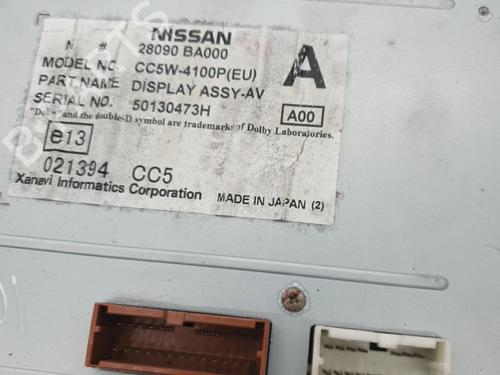 NISSAN
N # 28090 BA000
MODEL NO. CC5W-4100P(EU)
PART NAME DISPLAY ASSY-AV
SERIAL NO. 50130473H
A
A00
and the double-D symbol are trademarks of Dolby Laboratories.
e13
021394 CC5
Xanavi Informatics Corporation
MADE IN JAPAN (2)